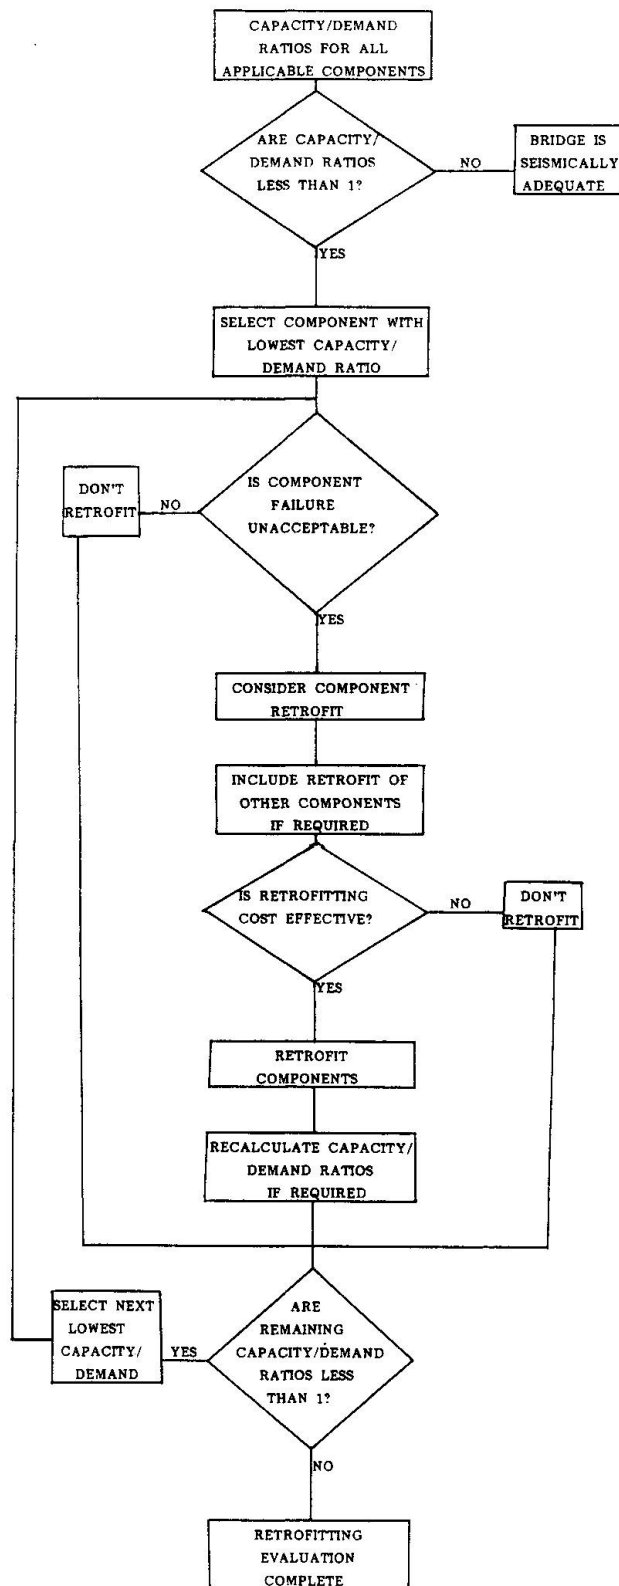 CAPACITY/DEMAND
RATIOS FOR ALL
APPLICABLE COMPONENTS
ARE CAPACITY/
DEMAND RATIOS
LESS THAN 1?
NO
BRIDGE IS
SEISMICALLY
ADEQUATE
YES
SELECT COMPONENT WITH
LOWEST CAPACITY/
DEMAND RATIO
IS COMPONENT
FAILURE
UNACCEPTABLE?
NO
DON'T
RETROFIT
YES
CONSIDER COMPONENT
RETROFIT
INCLUDE RETROFIT OF
OTHER COMPONENTS
IF REQUIRED
IS RETROFITTING
COST EFFECTIVE?
NO
DON'T
RETROFIT
YES
RETROFIT
COMPONENTS
RECALCULATE CAPACITY/
DEMAND RATIOS
IF REQUIRED
ARE
REMAINING
CAPACITY/DEMAND
RATIOS LESS
THAN 1?
YES
SELECT NEXT
LOWEST
CAPACITY/
DEMAND
NO
RETROFITTING
EVALUATION
COMPLETE